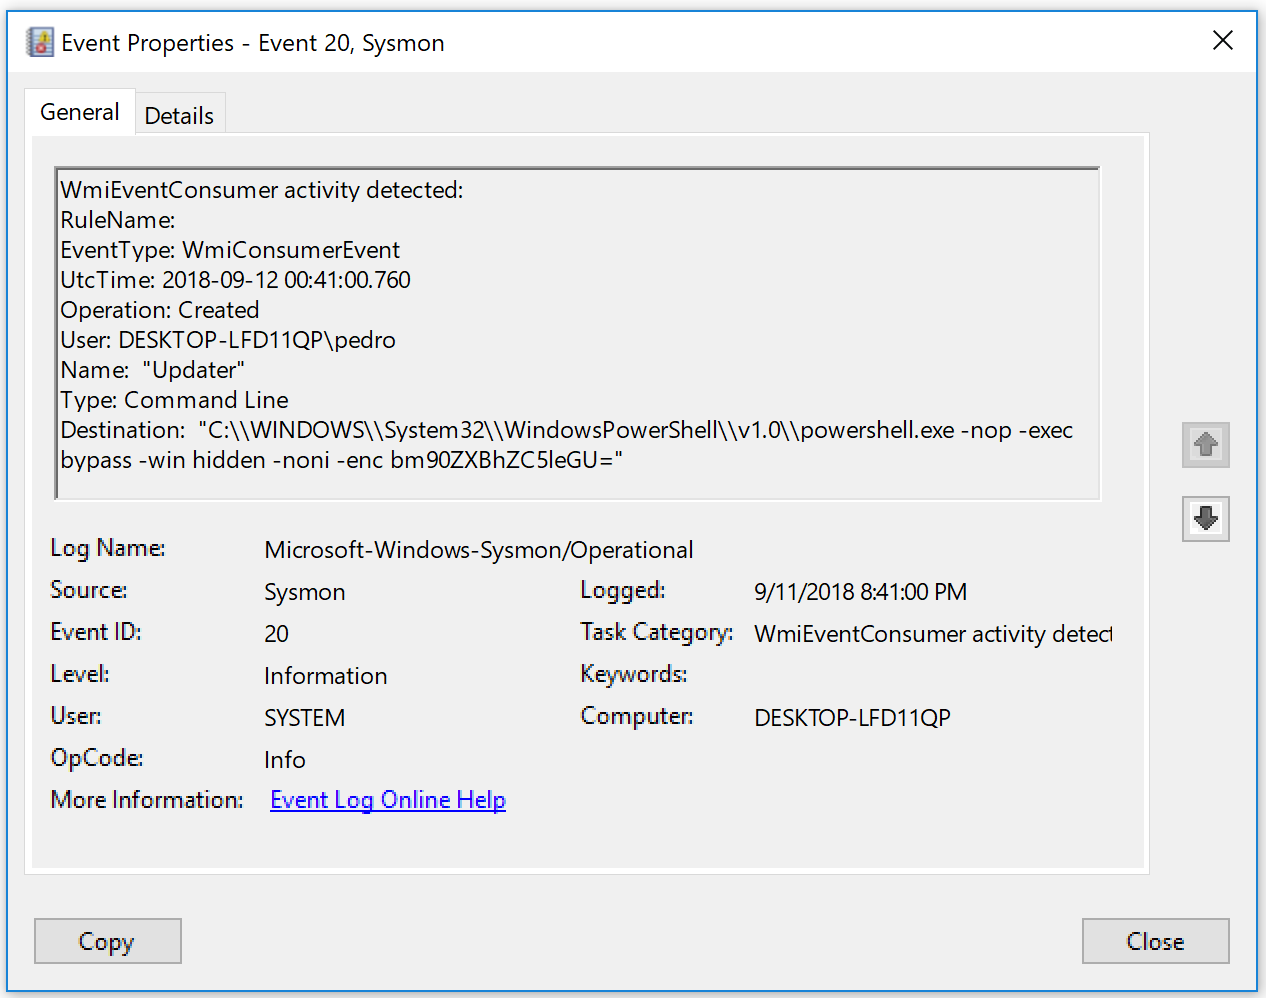 Event Properties - Event 20, Sysmon
General
Details
WmiEventConsumer activity detected:
RuleName:
EventType: WmiConsumerEvent
UtcTime: 2018-09-12 00:41:00.760
Operation: Created
User: DESKTOP-LFD11QP\pedro
Name:  "Updater"
Type: Command Line
Destination:  "C:\\WINDOWS\\System32\\WindowsPowerShell\\v1.0\\powershell.exe -nop -exec
bypass -win hidden -noni -enc bm90ZXBhZC5leGU="
Log Name: Microsoft-Windows-Sysmon/Operational
Source: Sysmon Logged: 9/11/2018 8:41:00 PM
Event ID: 20 Task Category: WmiEventConsumer activity detect
Level: Information Keywords:
User: SYSTEM Computer: DESKTOP-LFD11QP
OpCode: Info
More Information: Event Log Online Help
Copy
Close